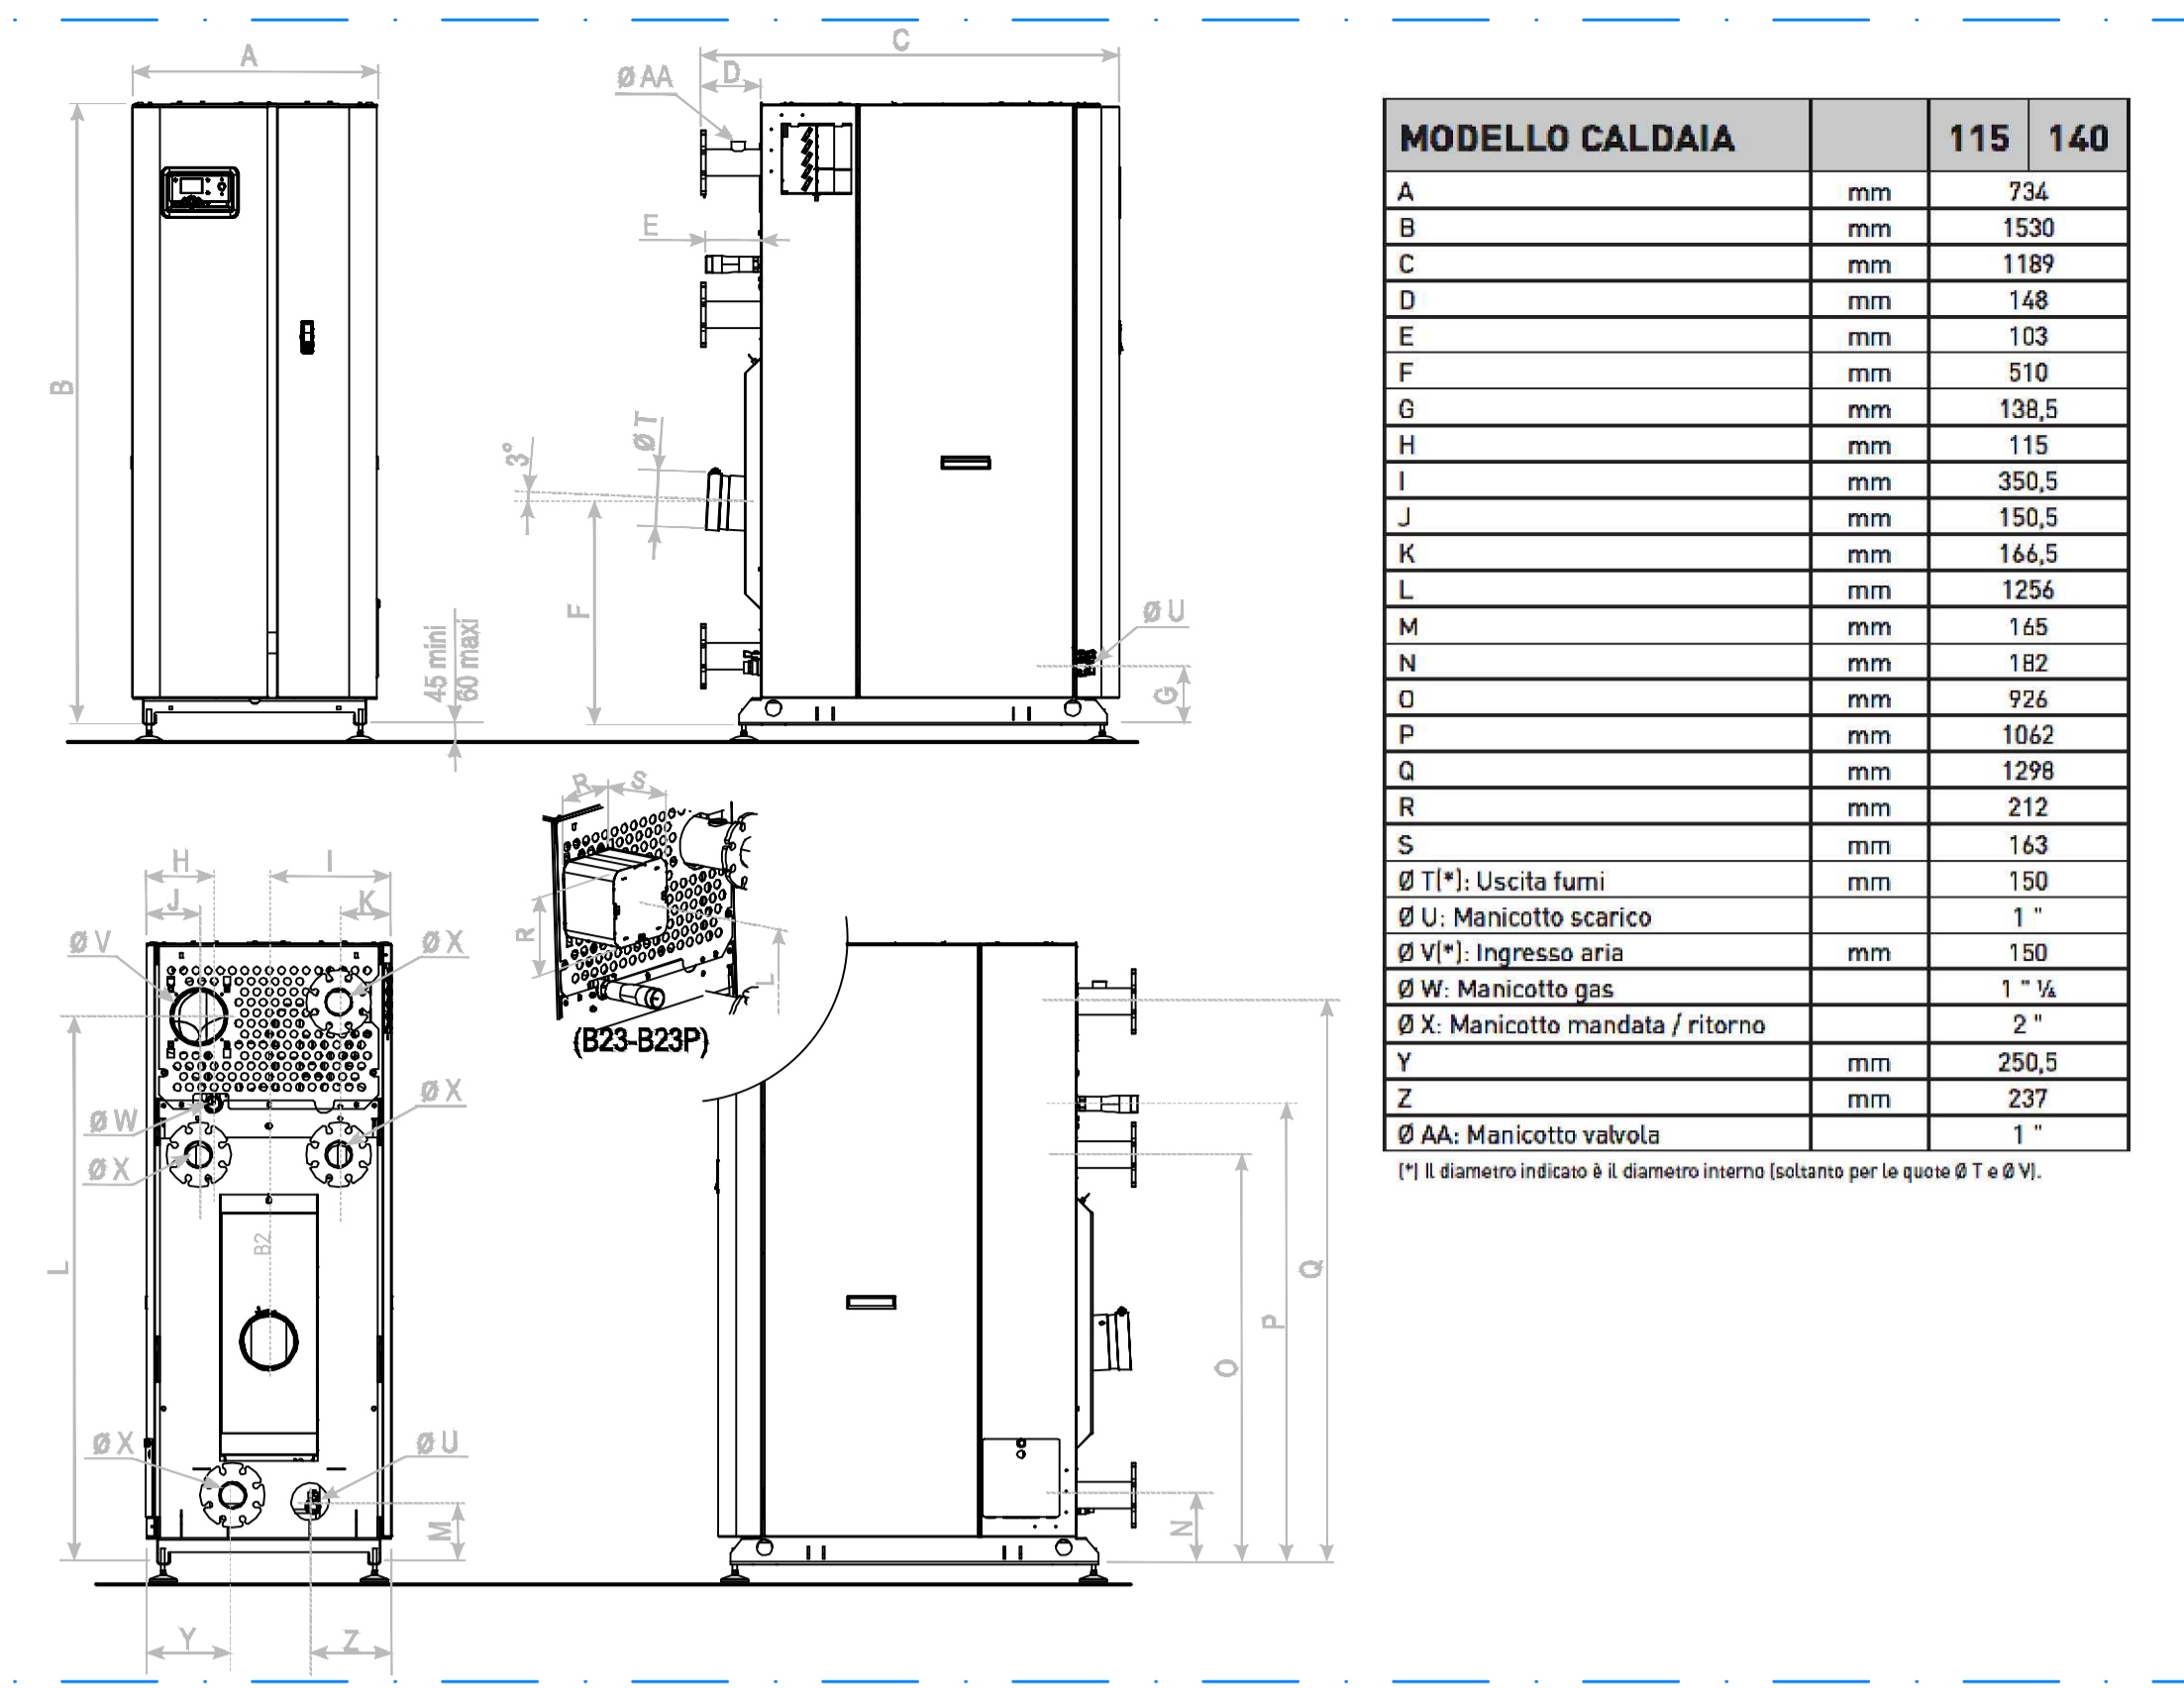 A
B
45 mini
60 maxi
C
D
Ø AA
E
Ø T
3°
F
Ø U
G
MODELLO CALDAIA 115 140
A mm 734
B mm 1530
C mm 1189
D mm 148
E mm 103
F mm 510
G mm 138,5
H mm 115
I mm 350,5
J mm 150,5
K mm 166,5
L mm 1256
M mm 165
N mm 182
O mm 926
P mm 1062
Q mm 1298
R mm 212
S mm 163
Ø T(*): Uscita fumi mm 150
Ø U: Manicotto scarico 1 "
Ø V(*): Ingresso aria mm 150
Ø W: Manicotto gas 1 " ¼
Ø X: Manicotto mandata / ritorno 2 "
Y mm 250,5
Z mm 237
Ø AA: Manicotto valvola 1 "
(*) Il diametro indicato è il diametro interno (soltanto per le quote Ø T e Ø V).
H
I
J
K
Ø V
Ø X
Ø W
Ø X
Ø X
L
B2
Ø X
Ø U
M
Y
Z
R
S
R
L
(B23-B23P)
N
O
P
Q